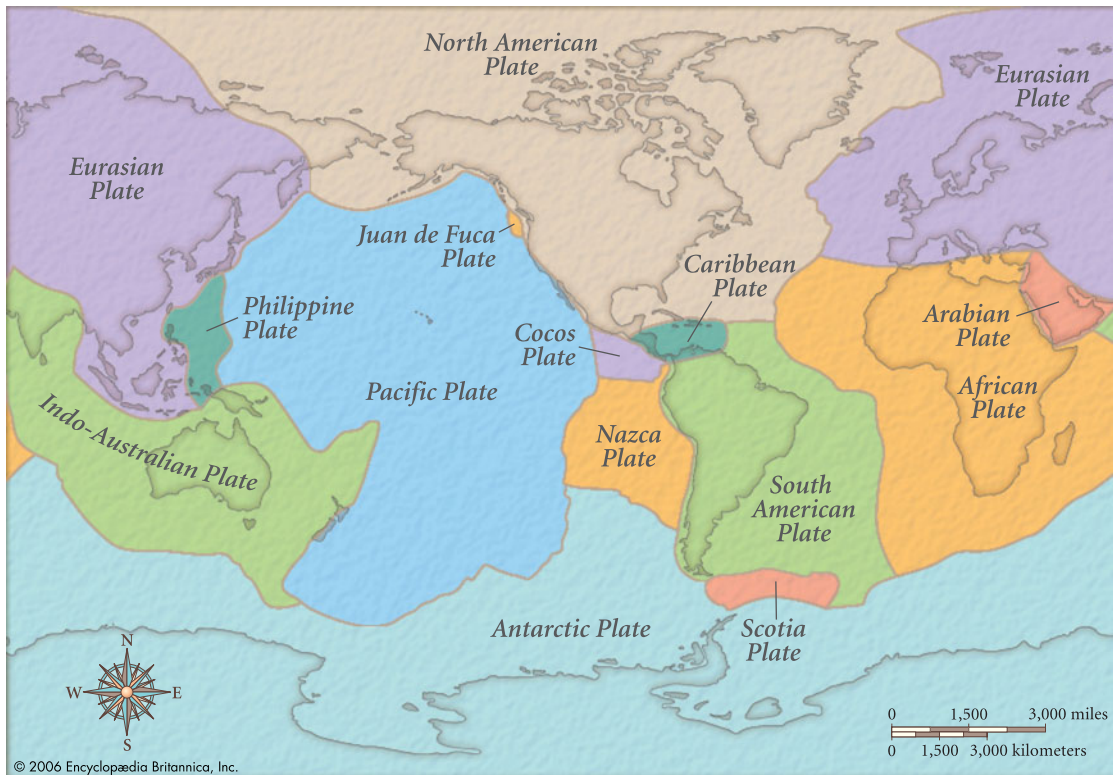 North American
Plate
Eurasian
Plate
Eurasian
Plate
Juan de Fuca
Plate
Caribbean
Plate
Philippine
Plate
Arabian
Plate
Cocos
Plate
Pacific Plate
African
Plate
Indo-Australian Plate
Nazca
Plate
South
American
Plate
Antarctic Plate
Scotia
Plate
N
W
E
S
0 1,500 3,000 miles
0 1,500 3,000 kilometers
© 2006 Encyclopædia Britannica, Inc.